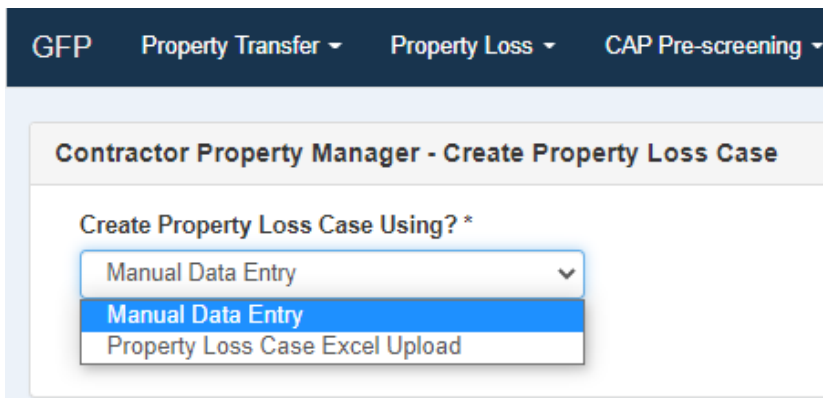 GFP Property Transfer Property Loss CAP Pre-screening
Contractor Property Manager - Create Property Loss Case
Create Property Loss Case Using? *
Manual Data Entry
Manual Data Entry
Property Loss Case Excel Upload